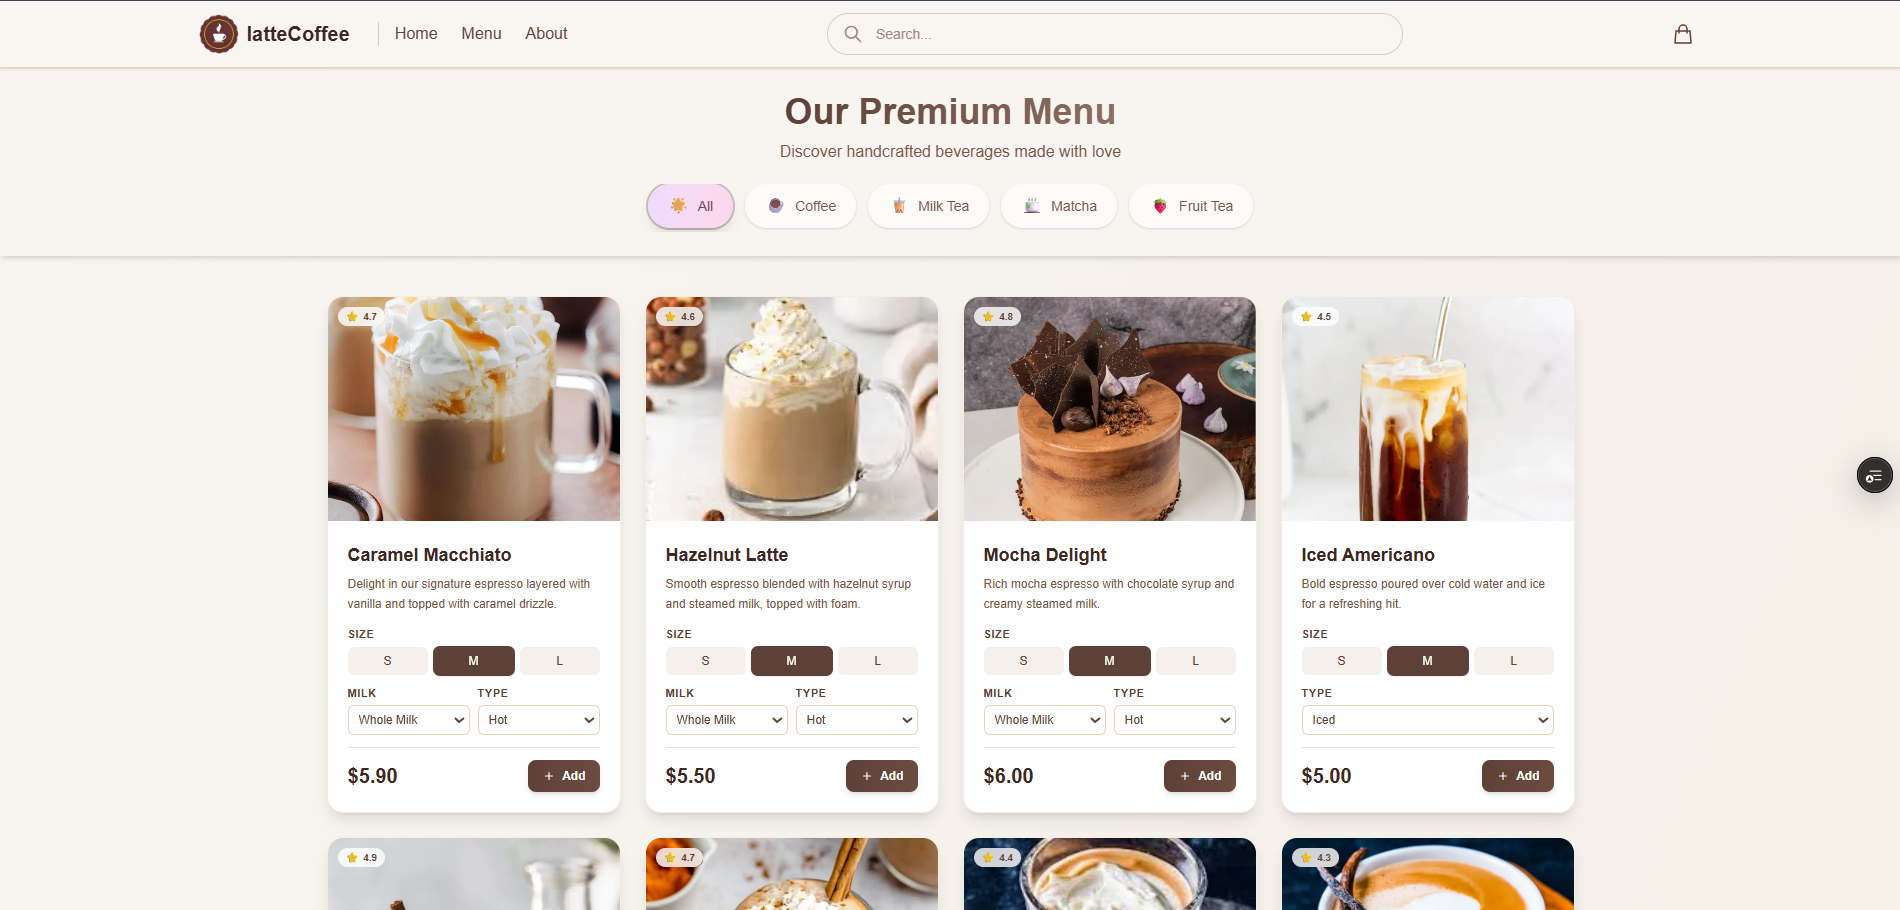 latteCoffee
Home Menu About
Search...
Our Premium Menu
Discover handcrafted beverages made with love
All Coffee Milk Tea Matcha Fruit Tea
4.7
Caramel Macchiato
Delight in our signature espresso layered with
vanilla and topped with caramel drizzle.
SIZE
S M L
MILK TYPE
Whole Milk Hot
$5.90 + Add
4.6
Hazelnut Latte
Smooth espresso blended with hazelnut syrup
and steamed milk, topped with foam.
SIZE
S M L
MILK TYPE
Whole Milk Hot
$5.50 + Add
4.8
Mocha Delight
Rich mocha espresso with chocolate syrup and
creamy steamed milk.
SIZE
S M L
MILK TYPE
Whole Milk Hot
$6.00 + Add
4.5
Iced Americano
Bold espresso poured over cold water and ice
for a refreshing hit.
SIZE
S M L
TYPE
Iced
$5.00 + Add
4.9
4.7
4.4
4.3